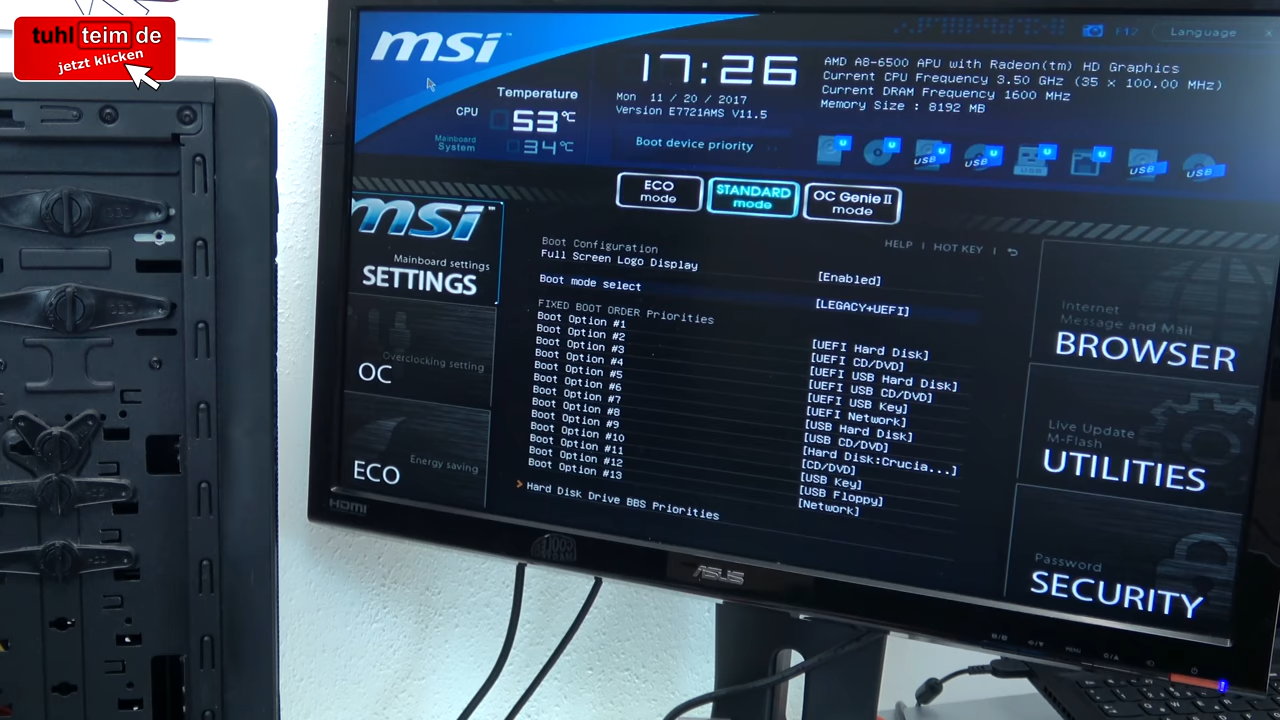 tuhl teim de
jetzt klicken
msi
Temperature
CPU 53°C
Mainboard
System 34°C
17:26
Mon 11 / 20 / 2017
Version E7721AMS V11.5
Boot device priority
Language
AMD A8-6500 APU with Radeon(tm) HD Graphics
Current CPU Frequency 3.50 GHz (35 × 100.00 MHz)
Current DRAM Frequency 1600 MHz
Memory Size : 8192 MB
USB USB USB USB
ECO
mode
STANDARD
mode
OC Genie II
mode
msi
Mainboard settings
SETTINGS
Overclocking setting
OC
Energy saving
ECO
HELP | HOT KEY |
Boot Configuration
Full Screen Logo Display [Enabled]
Boot mode select [LEGACY+UEFI]
FIXED BOOT ORDER Priorities
Boot Option #1 [UEFI Hard Disk]
Boot Option #2 [UEFI CD/DVD]
Boot Option #3 [UEFI USB Hard Disk]
Boot Option #4 [UEFI USB CD/DVD]
Boot Option #5 [UEFI USB Key]
Boot Option #6 [UEFI Network]
Boot Option #7 [USB Hard Disk]
Boot Option #8 [USB CD/DVD]
Boot Option #9 [Hard Disk:Crucia...]
Boot Option #10 [CD/DVD]
Boot Option #11 [USB Key]
Boot Option #12 [USB Floppy]
Boot Option #13 [Network]
> Hard Disk Drive BBS Priorities
Internet
Message and Mail
BROWSER
Live Update
M-Flash
UTILITIES
Password
SECURITY
HDMI
ASUS
MENU